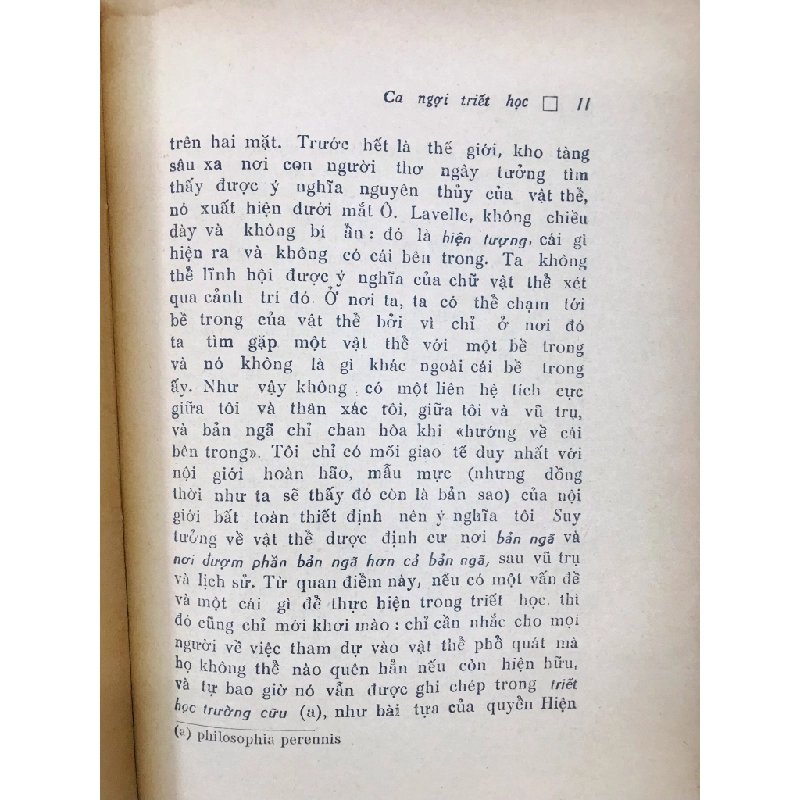 Ca ngợi triết học □ 11
trên hai mặt. Trước hết là thế giới, kho tàng
sâu xa nơi con người thơ ngây tưởng tìm
thấy được ý nghĩa nguyên thủy của vật thể,
nó xuất hiện dưới mắt Ô. Lavelle, không chiều
dày và không bí ẩn : đó là hiện tượng, cái gì
hiện ra và không có cái bên trong. Ta không
thể lĩnh hội được ý nghĩa của chữ vật thể xét
qua cảnh trí đó. Ở nơi ta, ta có thể chạm tới
bề trong của vật thể bởi vì chỉ ở nơi đó
ta tìm gặp một vật thể với một bề trong
và nó không là gì khác ngoài cái bề trong
ấy. Như vậy không có một liên hệ tích cực
giữa tôi và thân xác tôi, giữa tôi và vũ trụ,
và bản ngã chỉ chan hòa khi «hướng về cái
bên trong». Tôi chỉ có mối giao tế duy nhất với
nội giới hoàn hão, mẫu mực (nhưng đồng
thời như ta sẽ thấy đó còn là bản sao) của nội
giới bất toàn thiết định nên ý nghĩa tôi Suy
tưởng về vật thể được định cư nơi bản ngã và
nơi dượm phần bản ngã hơn cả bản ngã, sau vũ trụ
và lịch sử. Từ quan điểm này, nếu có một vấn đề
và một cái gì để thực hiện trong triết học, thì
đó cũng chỉ mới khơi mào : chỉ cần nhắc cho mọi
người về việc tham dự vào vật thể phổ quát mà
họ không thể nào quên hẳn nếu còn hiện hữu,
và tự bao giờ nó vẫn được ghi chép trong triết
học trường cữu (a), như bài tựa của quyển Hiện
(a) philosophia perennis